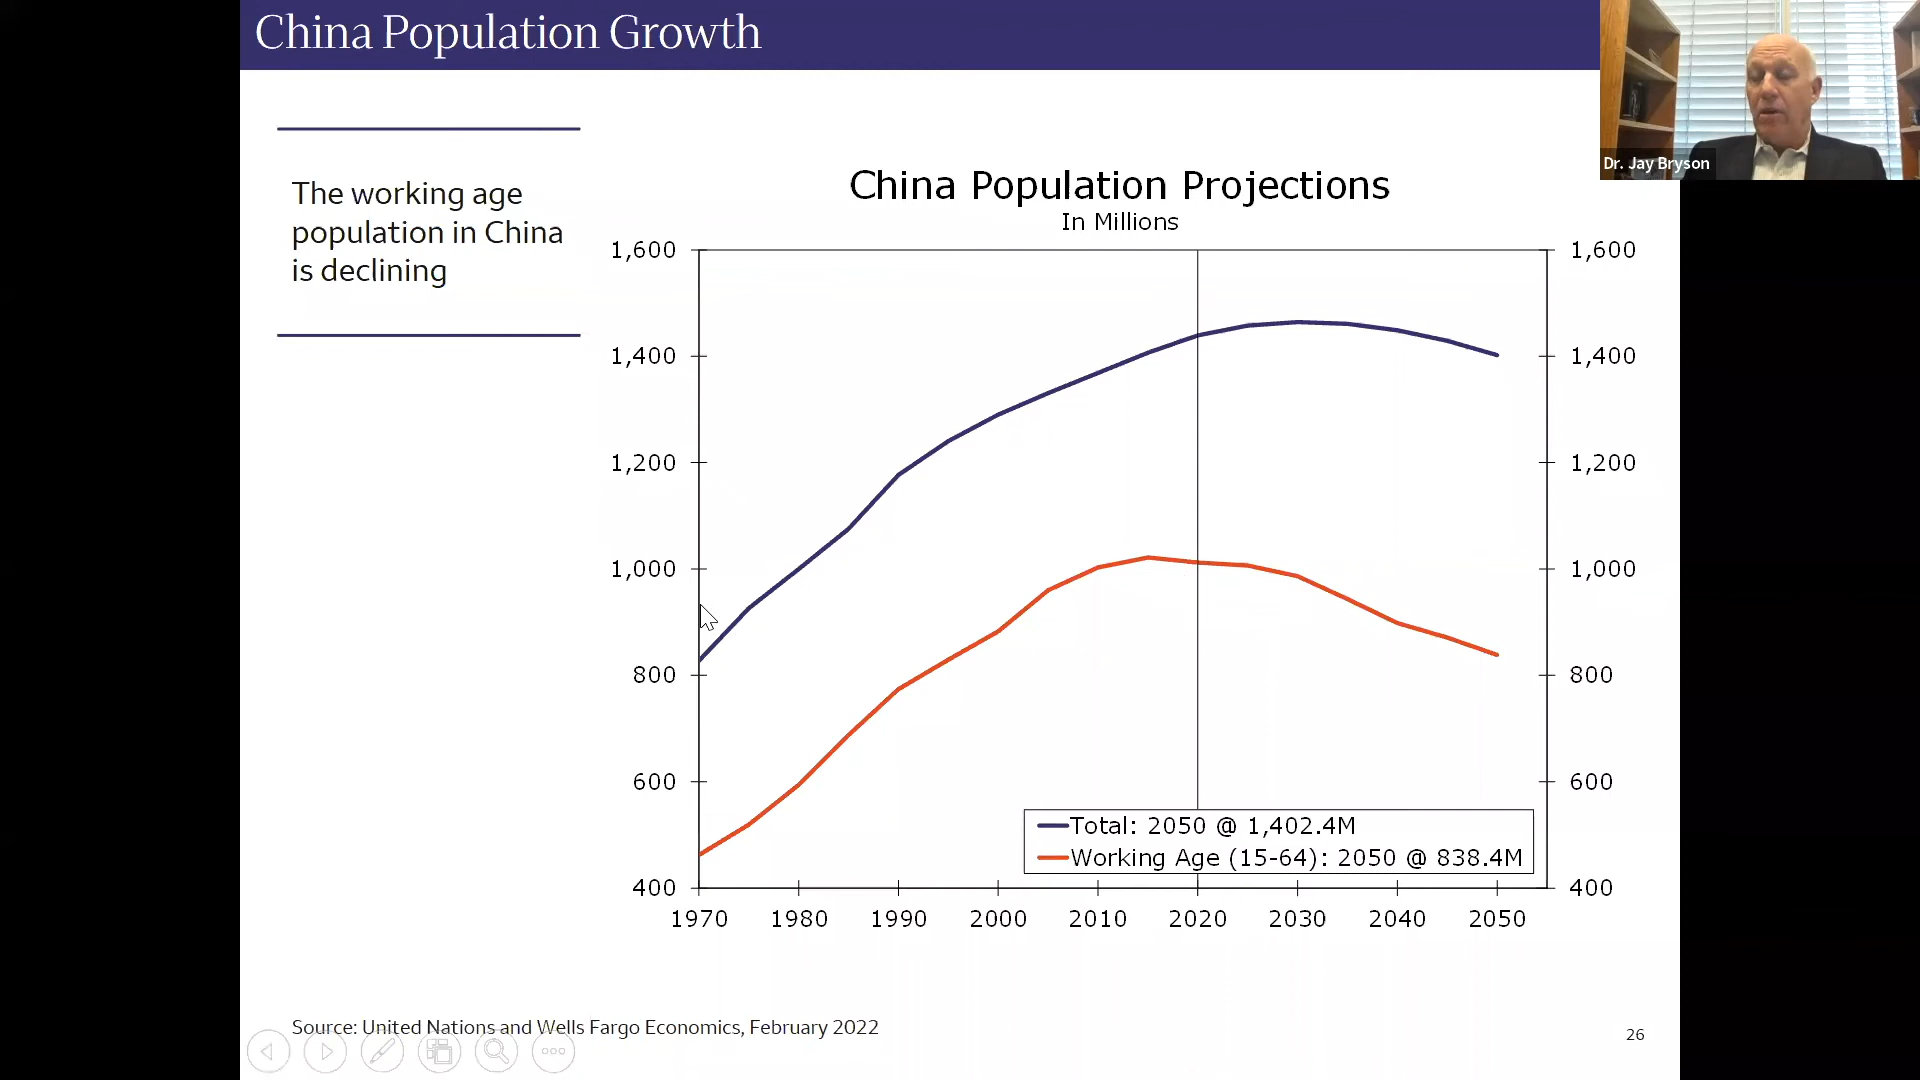 China Population Growth
Dr. Jay Bryson
The working age
population in China
is declining
China Population Projections
In Millions
1,600
1,400
1,200
1,000
800
600
400
1,600
1,400
1,200
1,000
800
600
400
Total: 2050 @ 1,402.4M
Working Age (15-64): 2050 @ 838.4M
1970 1980 1990 2000 2010 2020 2030 2040 2050
Source: United Nations and Wells Fargo Economics, February 2022
26